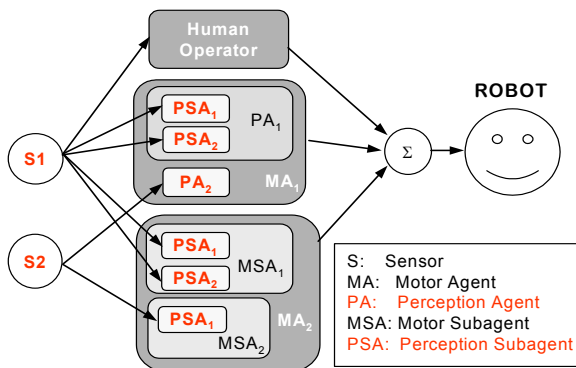 Human
Operator
ROBOT
PSA1
PSA2
PA1
S1
Σ
PA2
MA1
S2
PSA1
PSA2
MSA1
PSA1
MA2
MSA2
S: Sensor
MA: Motor Agent
PA: Perception Agent
MSA: Motor Subagent
PSA: Perception Subagent